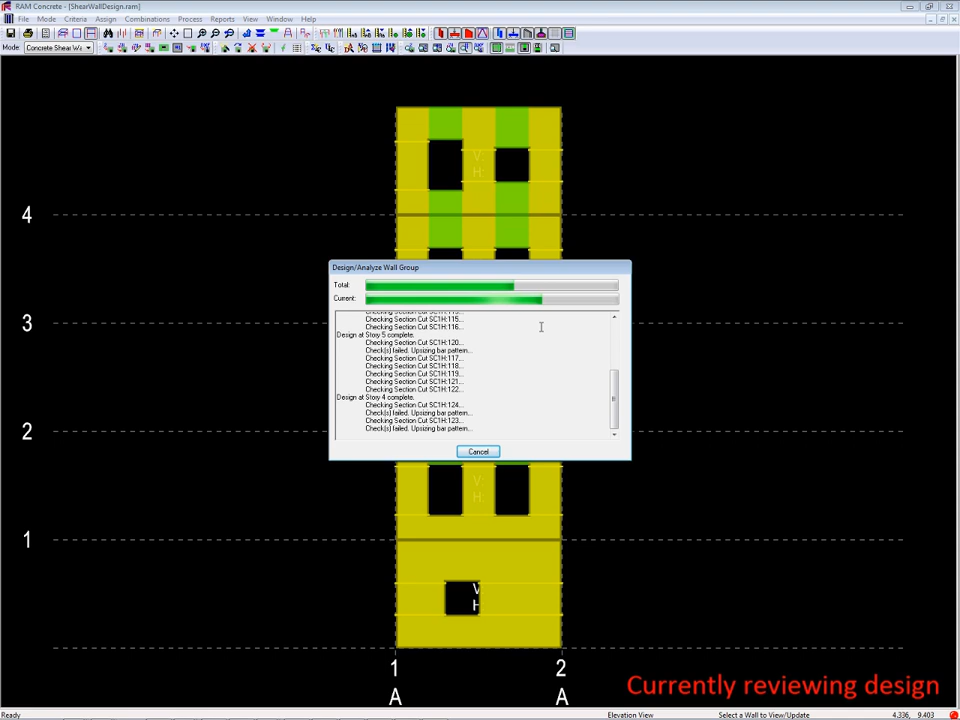 RAM Concrete - [ShearWallDesign.ram]
File Mode Criteria Assign Combinations Process Reports View Window Help
Mode: Concrete Shear Wa
4
3
2
1
V:
H:
Design/Analyze Wall Group
Total:
Current:
Checking Section Cut SC1H:115...
Checking Section Cut SC1H:116...
Design at Story 5 complete.
Checking Section Cut SC1H:120...
Check(s) failed. Upsizing bar pattern...
Checking Section Cut SC1H:117...
Checking Section Cut SC1H:118...
Checking Section Cut SC1H:119...
Checking Section Cut SC1H:121...
Checking Section Cut SC1H:122...
Design at Story 4 complete.
Checking Section Cut SC1H:124...
Check(s) failed. Upsizing bar pattern...
Checking Section Cut SC1H:123...
Check(s) failed. Upsizing bar pattern...
Cancel
V:
H:
V
H
1 2
A A
Currently reviewing design
Ready Elevation View Select a Wall to View/Update 4.336, 9.403